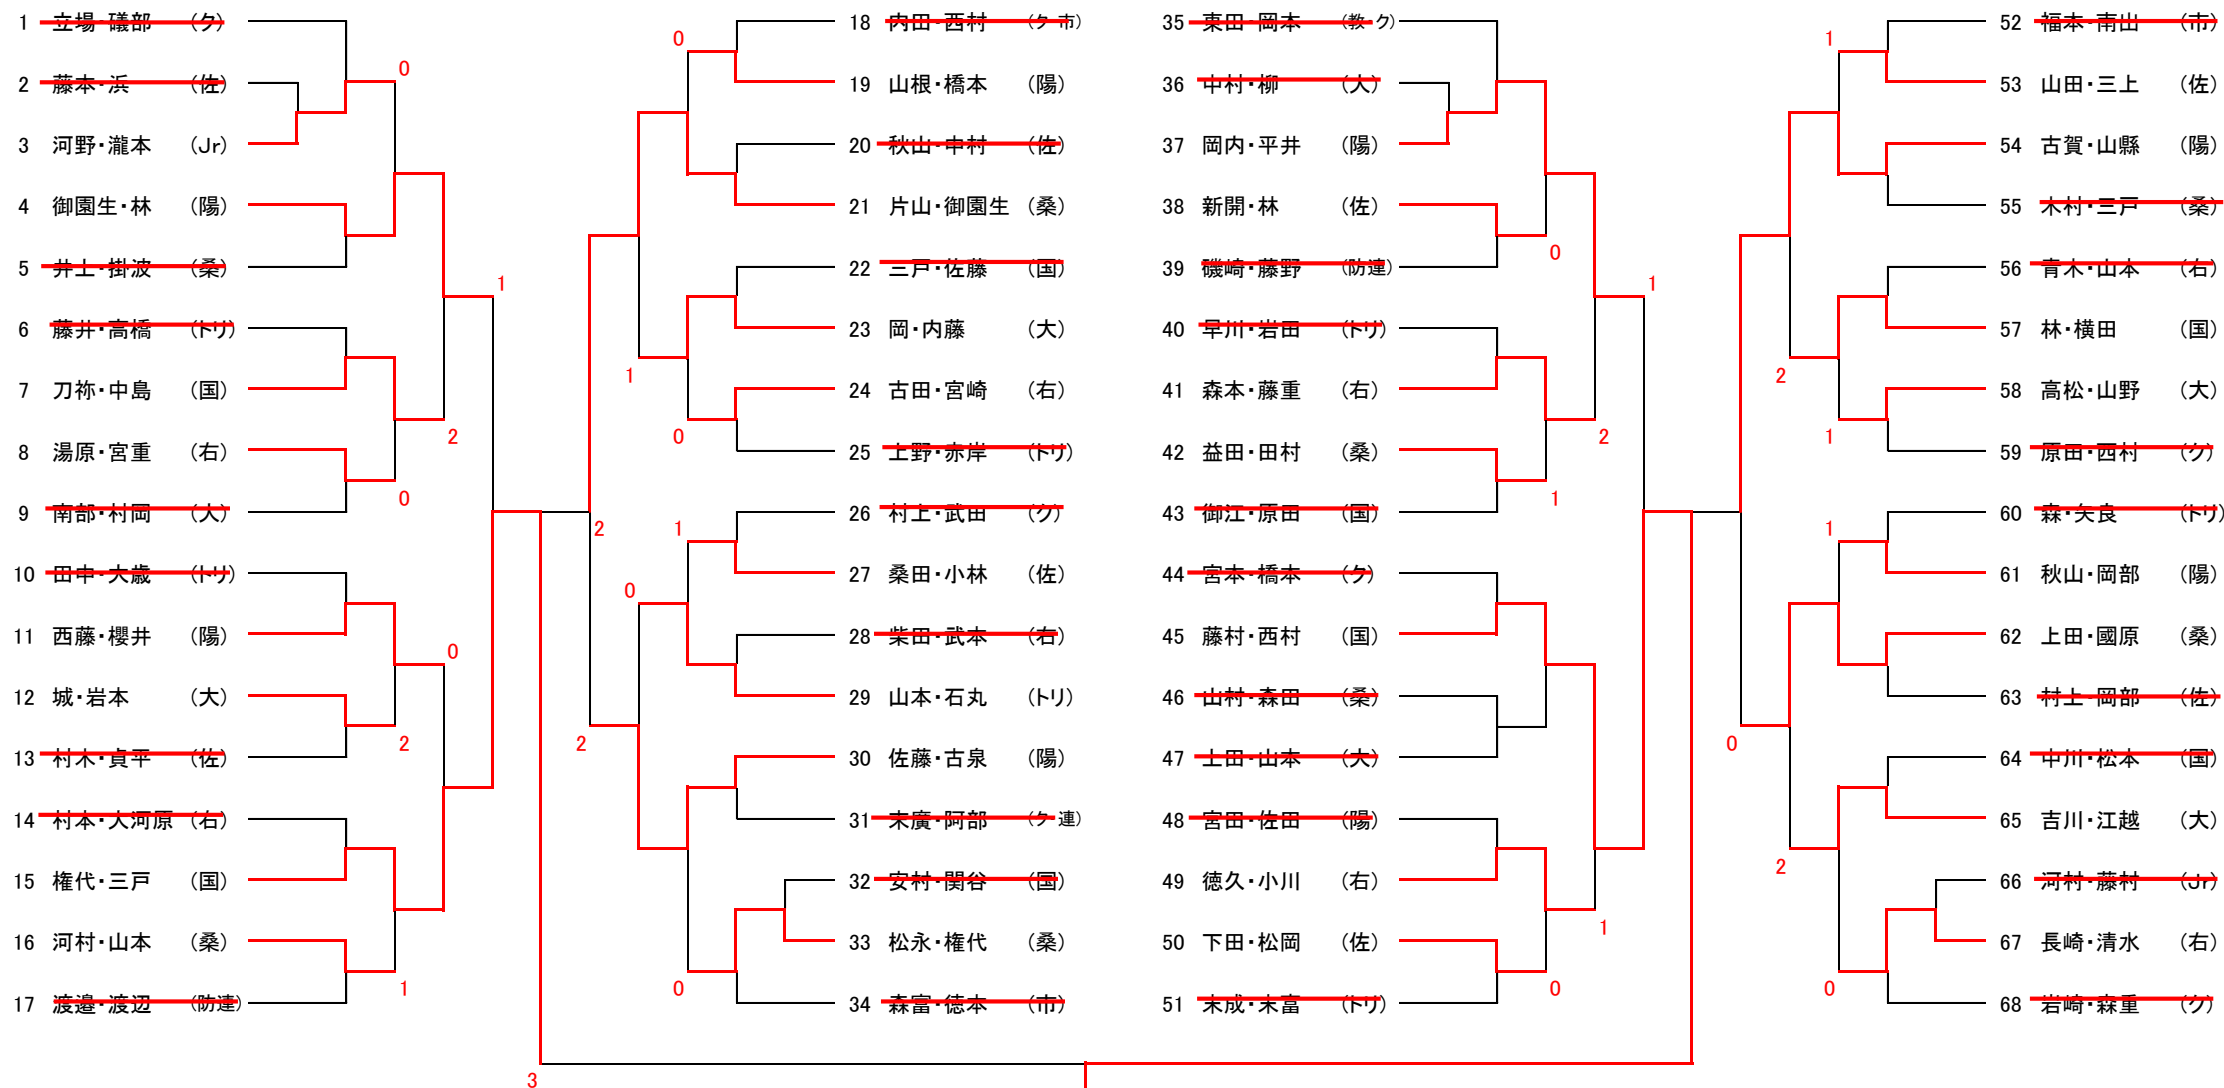 1 立場・礒部 (ク)
2 藤本・浜 (佐)
3 河野・瀧本 (Jr)
4 御園生・林 (陽)
5 井上・掛波 (桑)
6 藤井・高橋 (トリ)
7 刀祢・中島 (国)
8 湯原・宮重 (右)
9 南部・村岡 (大)
10 田中・大歳 (トリ)
11 西藤・櫻井 (陽)
12 城・岩本 (大)
13 村木・貞平 (佐)
14 村本・大河原 (右)
15 権代・三戸 (国)
16 河村・山本 (桑)
17 渡邉・渡辺 (防連)
0
1
2
0
0
2
1
3
18 内田・西村 (ク・市)
19 山根・橋本 (陽)
20 秋山・中村 (佐)
21 片山・御園生 (桑)
22 三戸・佐藤 (国)
23 岡・内藤 (大)
24 古田・宮崎 (右)
25 上野・赤岸 (トリ)
26 村上・武田 (ク)
27 桑田・小林 (佐)
28 柴田・武本 (右)
29 山本・石丸 (トリ)
30 佐藤・古泉 (陽)
31 末廣・阿部 (ク・連)
32 安村・関谷 (国)
33 松永・権代 (桑)
34 森富・徳本 (市)
0
1
0
2
1
0
2
0
35 東田・岡本 (教・ク)
36 中村・柳 (大)
37 岡内・平井 (陽)
38 新開・林 (佐)
39 磯崎・藤野 (防連)
40 早川・岩田 (トリ)
41 森本・藤重 (右)
42 益田・田村 (桑)
43 御江・原田 (国)
44 宮本・橋本 (ク)
45 藤村・西村 (国)
46 山村・森田 (桑)
47 上田・山本 (大)
48 宮田・佐田 (陽)
49 徳久・小川 (右)
50 下田・松岡 (佐)
51 末成・末富 (トリ)
0
1
2
1
1
0
52 福本・南出 (市)
53 山田・三上 (佐)
54 古賀・山縣 (陽)
55 木村・三戸 (桑)
56 青木・山本 (右)
57 林・横田 (国)
58 高松・山野 (大)
59 原田・西村 (ク)
60 森・矢良 (トリ)
61 秋山・岡部 (陽)
62 上田・國原 (桑)
63 村上・岡部 (佐)
64 中川・松本 (国)
65 吉川・江越 (大)
66 河村・藤村 (Jr)
67 長崎・清水 (右)
68 岩崎・森重 (ク)
1
2
1
1
0
2
0